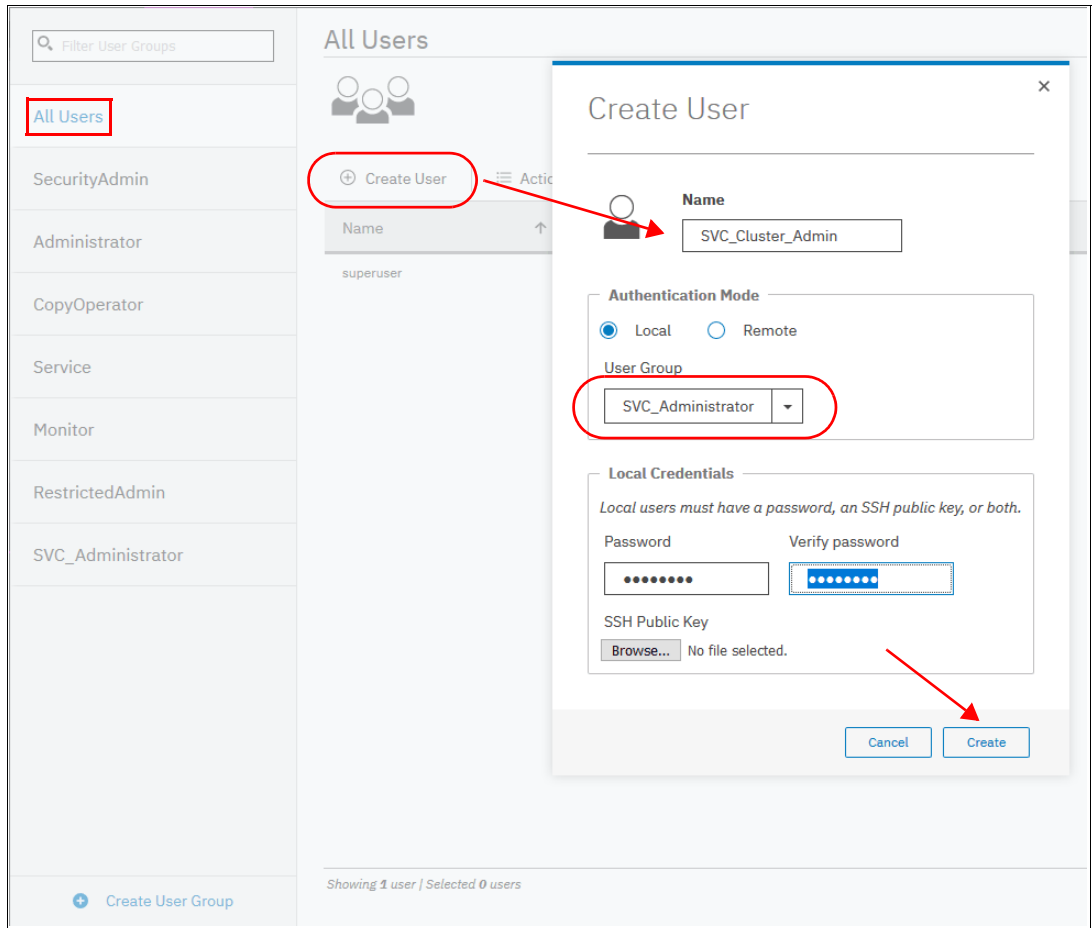 Filter User Groups
All Users
SecurityAdmin
Administrator
CopyOperator
Service
Monitor
RestrictedAdmin
SVC_Administrator
Create User Group
All Users
Create User
Actio
Name
superuser
Showing 1 user | Selected 0 users
Create User
Name
SVC_Cluster_Admin
Authentication Mode
Local Remote
User Group
SVC_Administrator
Local Credentials
Local users must have a password, an SSH public key, or both.
Password Verify password
●●●●●●●● ●●●●●●●●
SSH Public Key
Browse... No file selected.
Cancel Create